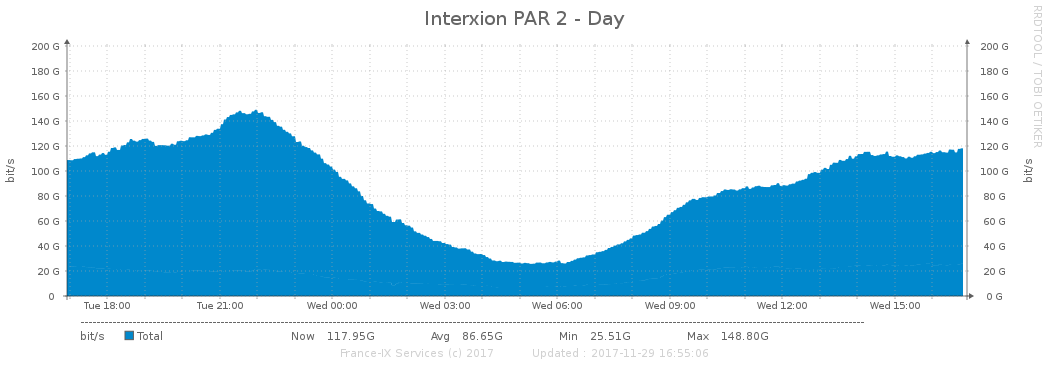 Interxion PAR 2 - Day
RRDTOOL / TOBI OETIKER
200 G 200 G
180 G 180 G
160 G 160 G
140 G 140 G
120 G 120 G
100 G 100 G
80 G 80 G
60 G 60 G
40 G 40 G
20 G 20 G
0 0 G
bit/s
bit/s
Tue 18:00 Tue 21:00 Wed 00:00 Wed 03:00 Wed 06:00 Wed 09:00 Wed 12:00 Wed 15:00
bit/s Total Now 117.95G Avg 86.65G Min 25.51G Max 148.80G
France-IX Services (c) 2017 Updated : 2017-11-29 16:55:06